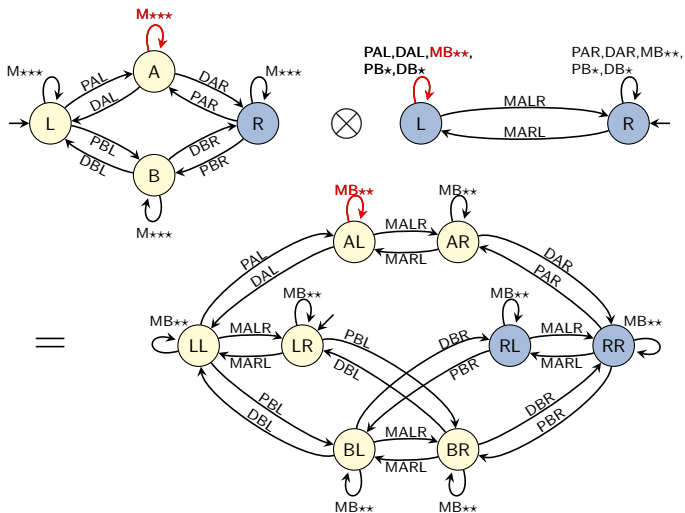 M⋆⋆⋆
M⋆⋆⋆ A M⋆⋆⋆
PAL DAR
DAL PAR
L R
PBL DBR
DBL PBR
B
M⋆⋆⋆
⊗
PAL,DAL,MB⋆⋆,
PB⋆,DB⋆
PAR,DAR,MB⋆⋆,
PB⋆,DB⋆
MALR
L R
MARL
=
MB⋆⋆ MB⋆⋆
MALR
AL AR
MARL
PAL DAR
DAL PAR
MB⋆⋆ MB⋆⋆ MB⋆⋆ MB⋆⋆
MALR PBL DBR MALR
LL LR RL RR
MARL DBL PBR MARL
PBL DBR
DBL PBR
MALR
BL BR
MARL
MB⋆⋆ MB⋆⋆